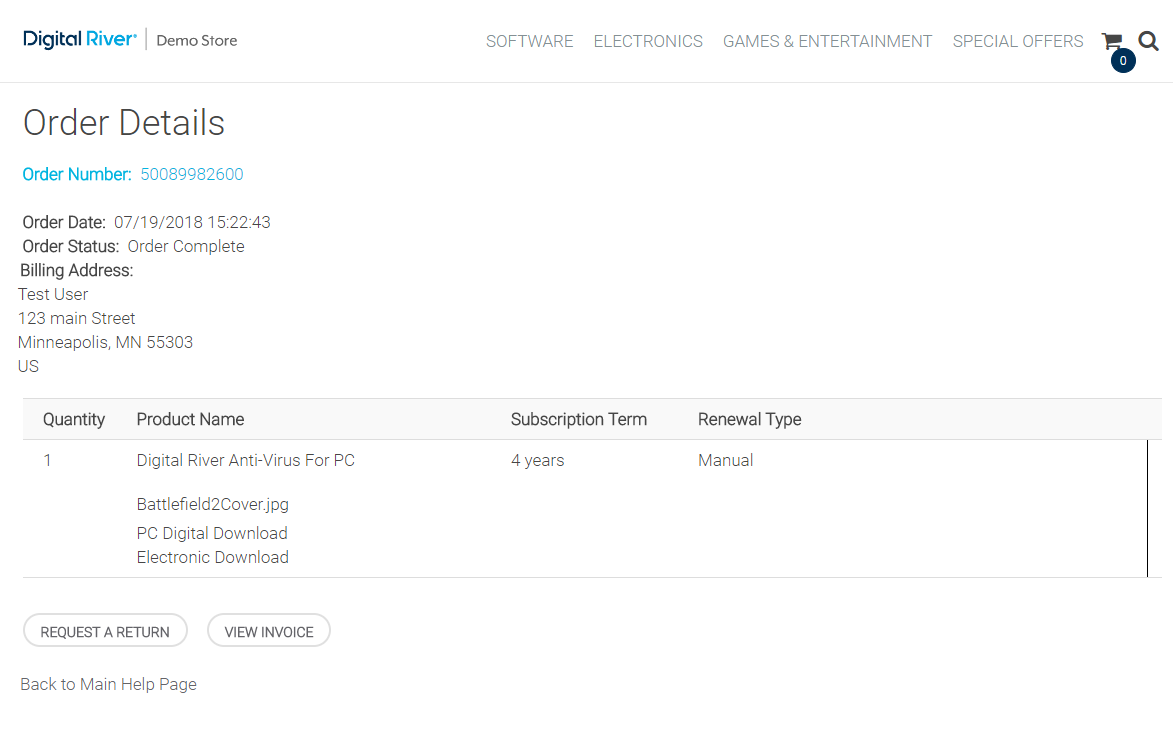 Digital River® Demo Store
SOFTWARE ELECTRONICS GAMES & ENTERTAINMENT SPECIAL OFFERS
0
Order Details
Order Number: 50089982600
Order Date: 07/19/2018 15:22:43
Order Status: Order Complete
Billing Address:
Test User
123 main Street
Minneapolis, MN 55303
US
Quantity Product Name Subscription Term Renewal Type
1 Digital River Anti-Virus For PC 4 years Manual
Battlefield2Cover.jpg
PC Digital Download
Electronic Download
REQUEST A RETURN VIEW INVOICE
Back to Main Help Page